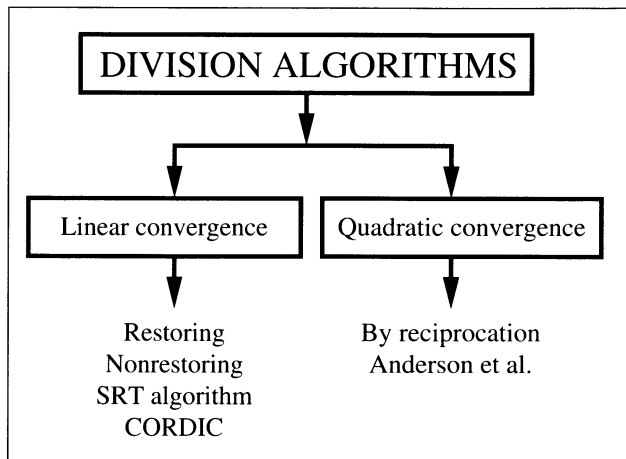 DIVISION ALGORITHMS
Linear convergence
Quadratic convergence
Restoring
Nonrestoring
SRT algorithm
CORDIC
By reciprocation
Anderson et al.